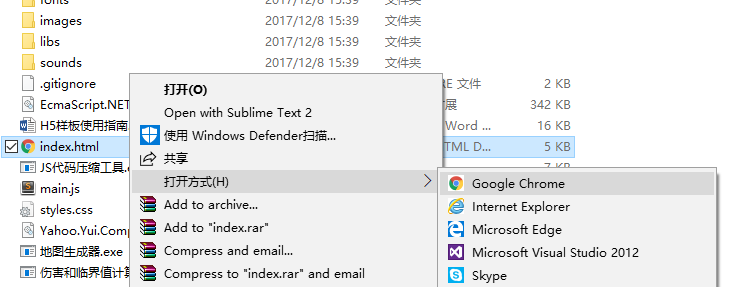 fonts 2017/12/8 15:39 文件夹
images 2017/12/8 15:39 文件夹
libs 2017/12/8 15:39 文件夹
sounds 2017/12/8 15:39 文件夹
.gitignore RE 文件 2 KB
EcmaScript.NET 展 342 KB
H5样板使用指南 Word ... 16 KB
index.html HTML D... 5 KB
JS代码压缩工具. 7 KB
main.js
styles.css
Yahoo.Yui.Comp
地图生成器.exe
伤害和临界值计算
打开(O)
Open with Sublime Text 2
使用 Windows Defender扫描...
共享
打开方式(H)
Add to archive...
Add to "index.rar"
Compress and email...
Compress to "index.rar" and email
Google Chrome
Internet Explorer
Microsoft Edge
Microsoft Visual Studio 2012
Skype